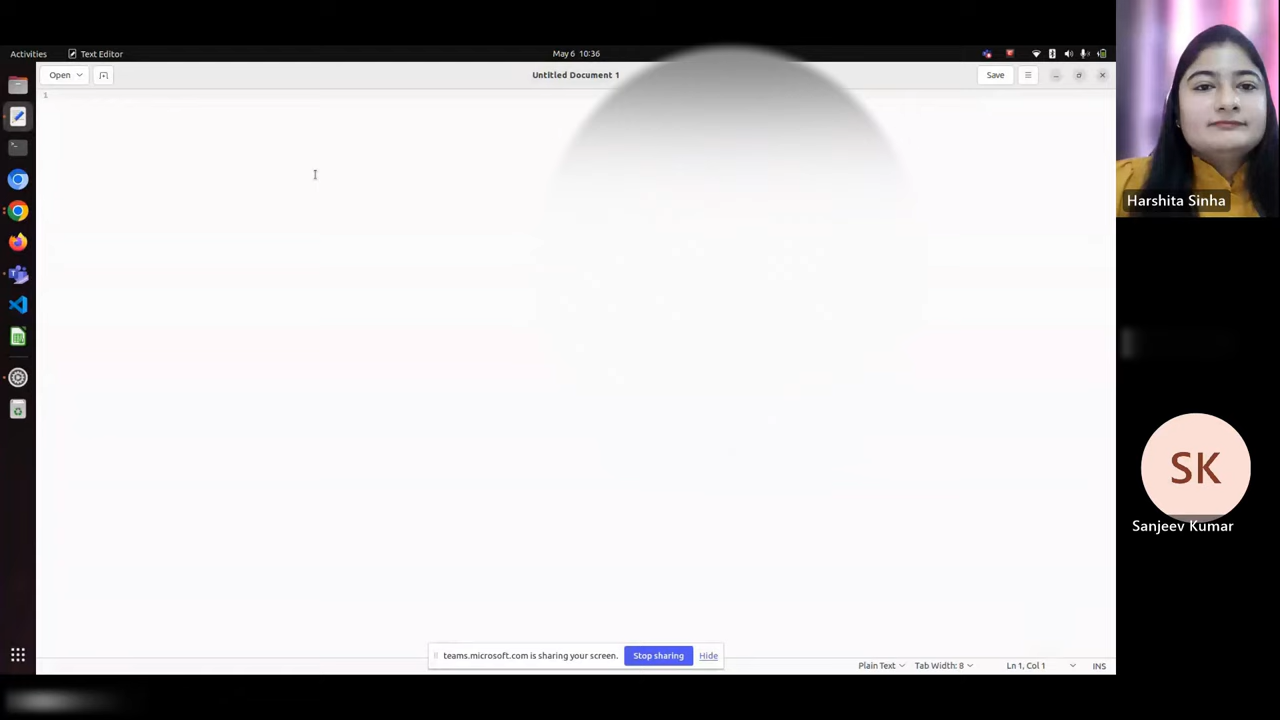 Activities
Text Editor
May 6 10:36
Open
Untitled Document 1
Save
1
Harshita Sinha
SK
Sanjeev Kumar
teams.microsoft.com is sharing your screen.
Stop sharing
Hide
Plain Text
Tab Width: 8
Ln 1, Col 1
INS